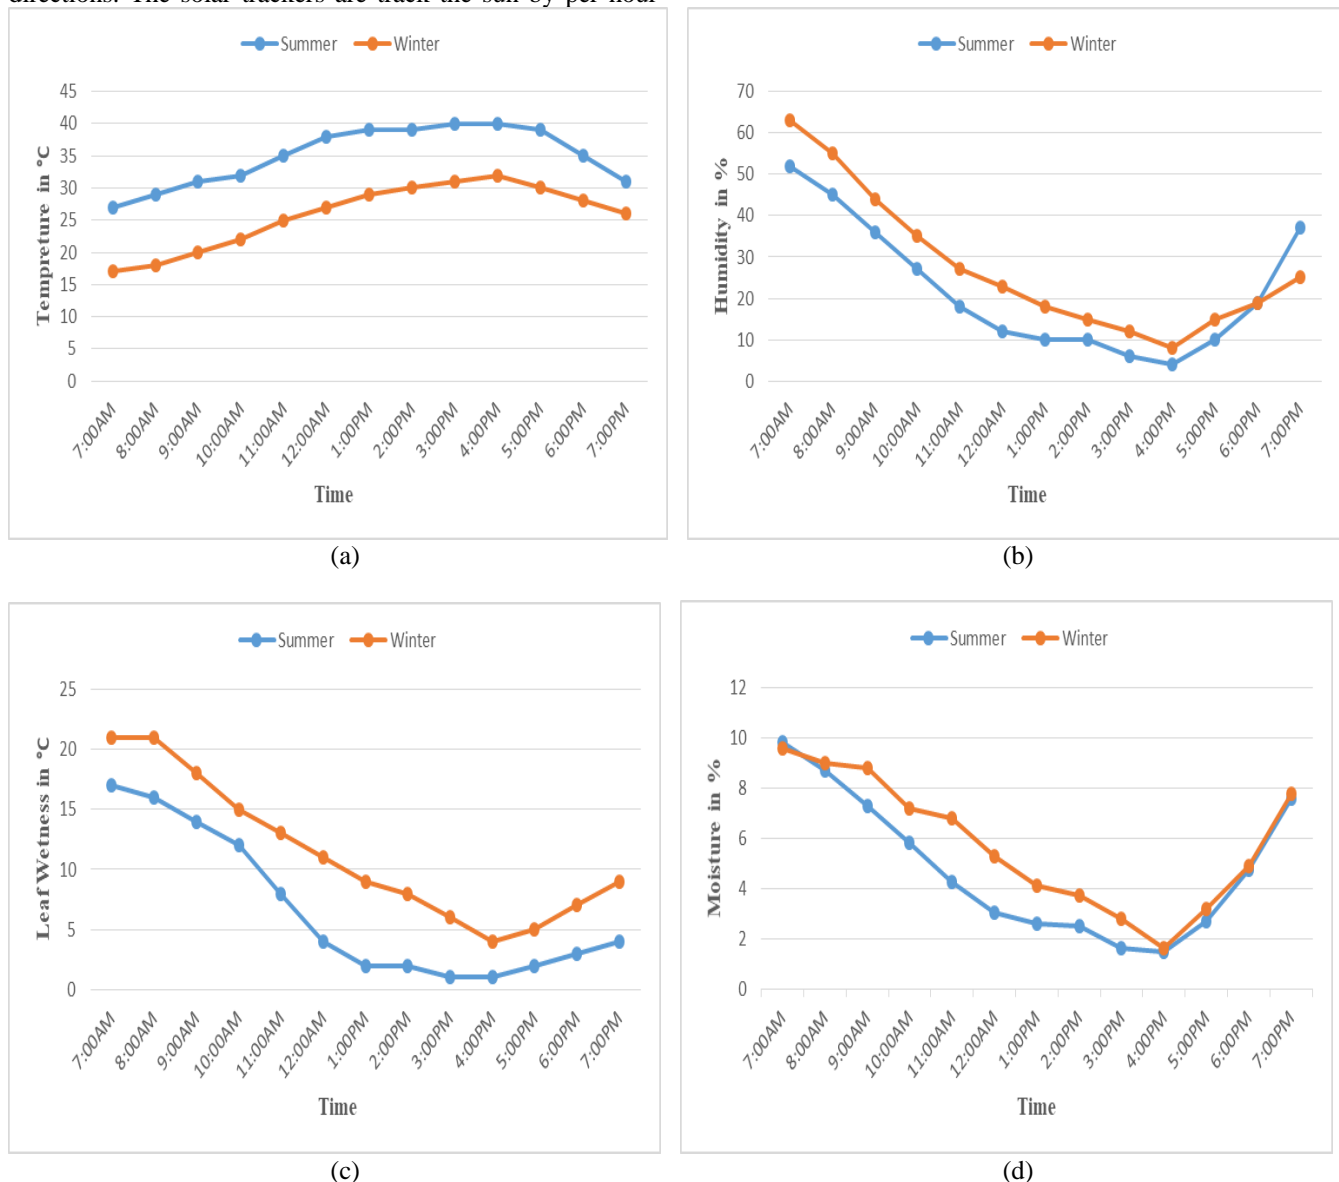 directions. The solar trackers are track the sun by per hour
Summer Winter
45
40
35
30
25
20
15
10
5
0
Tempreture in °C
7:00AM 8:00AM 9:00AM 10:00AM 11:00AM 12:00AM 1:00PM 2:00PM 3:00PM 4:00PM 5:00PM 6:00PM 7:00PM
Time
(a)
Summer Winter
70
60
50
40
30
20
10
0
Humidity in %
7:00AM 8:00AM 9:00AM 10:00AM 11:00AM 12:00AM 1:00PM 2:00PM 3:00PM 4:00PM 5:00PM 6:00PM 7:00PM
Time
(b)
Summer Winter
25
20
15
10
5
0
Leaf Wetness in °C
7:00AM 8:00AM 9:00AM 10:00AM 11:00AM 12:00AM 1:00PM 2:00PM 3:00PM 4:00PM 5:00PM 6:00PM 7:00PM
Time
(c)
Summer Winter
12
10
8
6
4
2
0
Moisture in %
7:00AM 8:00AM 9:00AM 10:00AM 11:00AM 12:00AM 1:00PM 2:00PM 3:00PM 4:00PM 5:00PM 6:00PM 7:00PM
Time
(d)